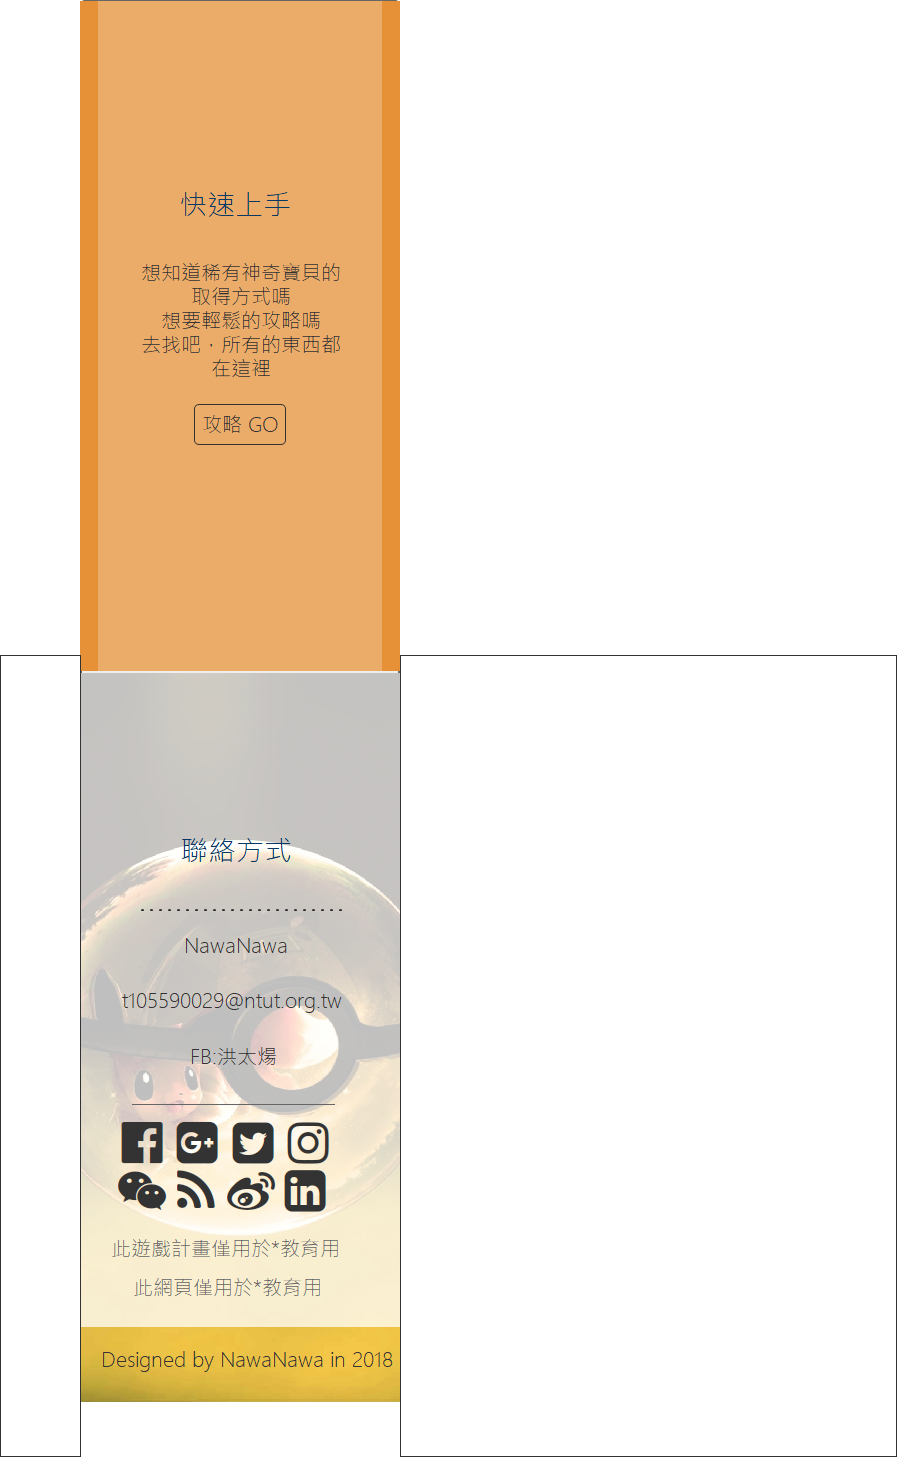 快速上手
想知道稀有神奇寶貝的
取得方式嗎
想要輕鬆的攻略嗎
去找吧，所有的東西都
在這裡
攻略 GO
聯絡方式
NawaNawa
t105590029@ntut.org.tw
FB:洪太煬
此遊戲計畫僅用於*教育用
此網頁僅用於*教育用
Designed by NawaNawa in 2018